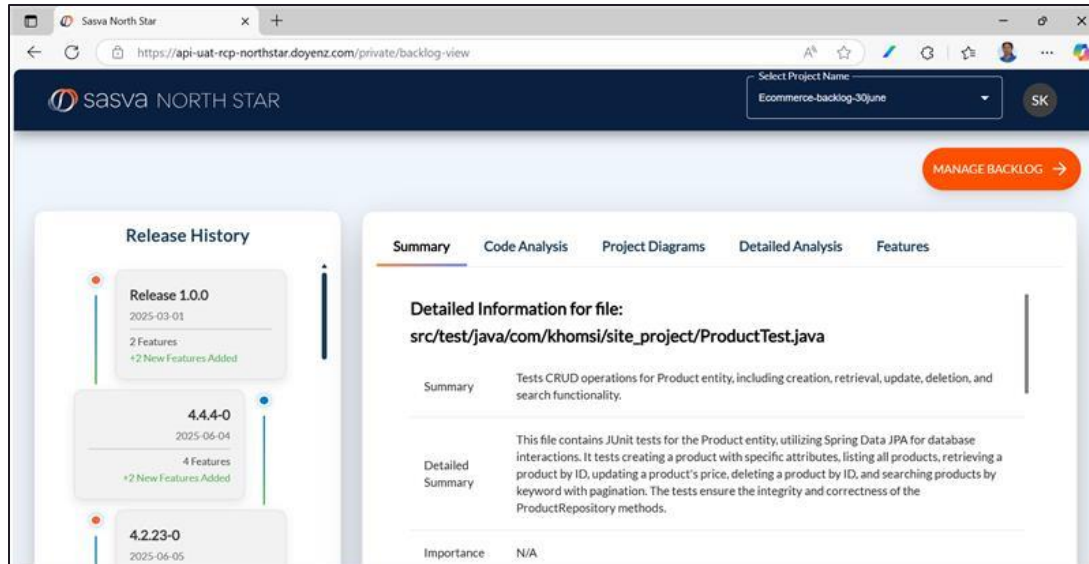 Sasva North Star
https://api-uat-rcp-northstar.doyenz.com/private/backlog-view
sasva NORTH STAR
Select Project Name
Ecommerce-backlog-30june
SK
MANAGE BACKLOG
Release History
Release 1.0.0
2025-03-01
2 Features
+2 New Features Added
4.4.4-0
2025-06-04
4 Features
+2 New Features Added
4.2.23-0
2025-06-05
Summary Code Analysis Project Diagrams Detailed Analysis Features
Detailed Information for file:
src/test/java/com/khomsi/site_project/ProductTest.java
Summary
Tests CRUD operations for Product entity, including creation, retrieval, update, deletion, and
search functionality.
Detailed
Summary
This file contains JUnit tests for the Product entity, utilizing Spring Data JPA for database
interactions. It tests creating a product with specific attributes, listing all products, retrieving a
product by ID, updating a product's price, deleting a product by ID, and searching products by
keyword with pagination. The tests ensure the integrity and correctness of the
ProductRepository methods.
Importance N/A